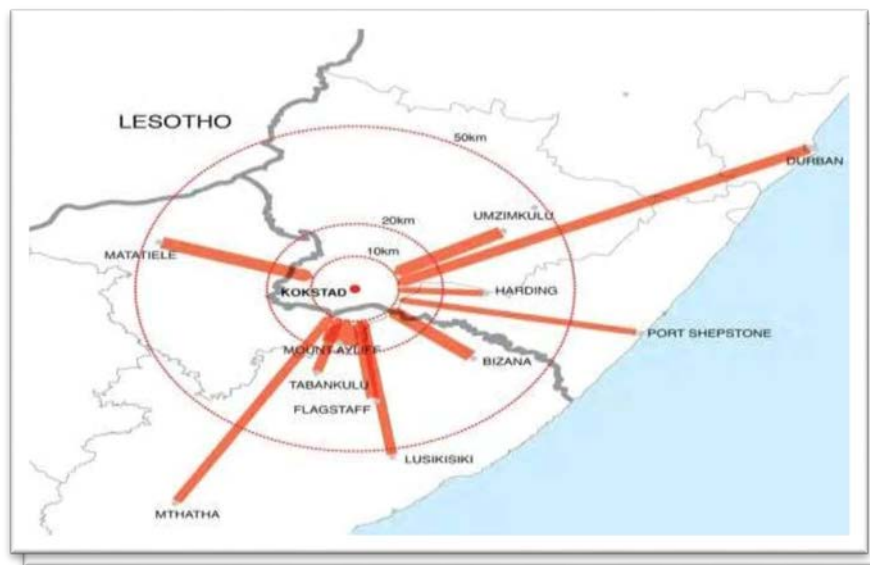 LESOTHO
50km
DURBAN
UMZIMKULU
20km
10km
MATATIELE
KOKSTAD
HARDING
PORT SHEPSTONE
MOUNT AYLIFF
BIZANA
TABANKULU
FLAGSTAFF
LUSIKISIKI
MTHATHA